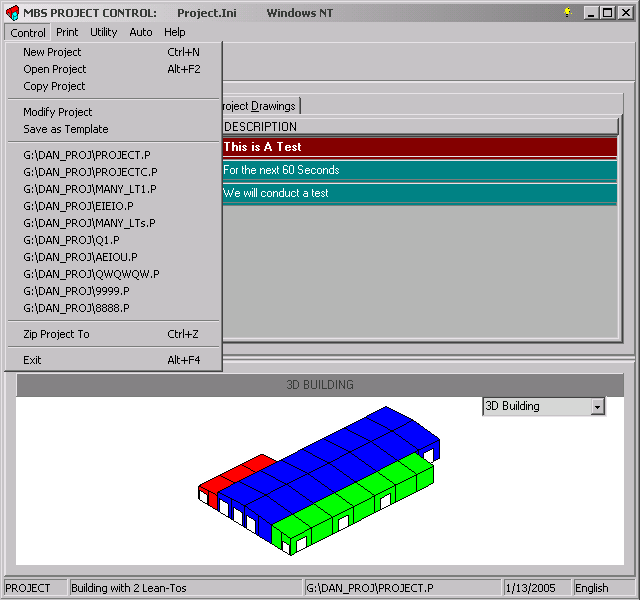 MBS PROJECT CONTROL: Project.Ini Windows NT
Control Print Utility Auto Help
New Project Ctrl+N
Open Project Alt+F2
Copy Project
Modify Project
Save as Template
G:\DAN_PROJ\PROJECT.P
G:\DAN_PROJ\PROJECTC.P
G:\DAN_PROJ\MANY_LT1.P
G:\DAN_PROJ\EIEIO.P
G:\DAN_PROJ\MANY_LTs.P
G:\DAN_PROJ\Q1.P
G:\DAN_PROJ\AEIOU.P
G:\DAN_PROJ\QWQWQW.P
G:\DAN_PROJ\9999.P
G:\DAN_PROJ\8888.P
Zip Project To Ctrl+Z
Exit Alt+F4
roject Drawings
DESCRIPTION
This is A Test
For the next 60 Seconds
We will conduct a test
3D BUILDING
3D Building
PROJECT Building with 2 Lean-Tos G:\DAN_PROJ\PROJECT.P 1/13/2005 English